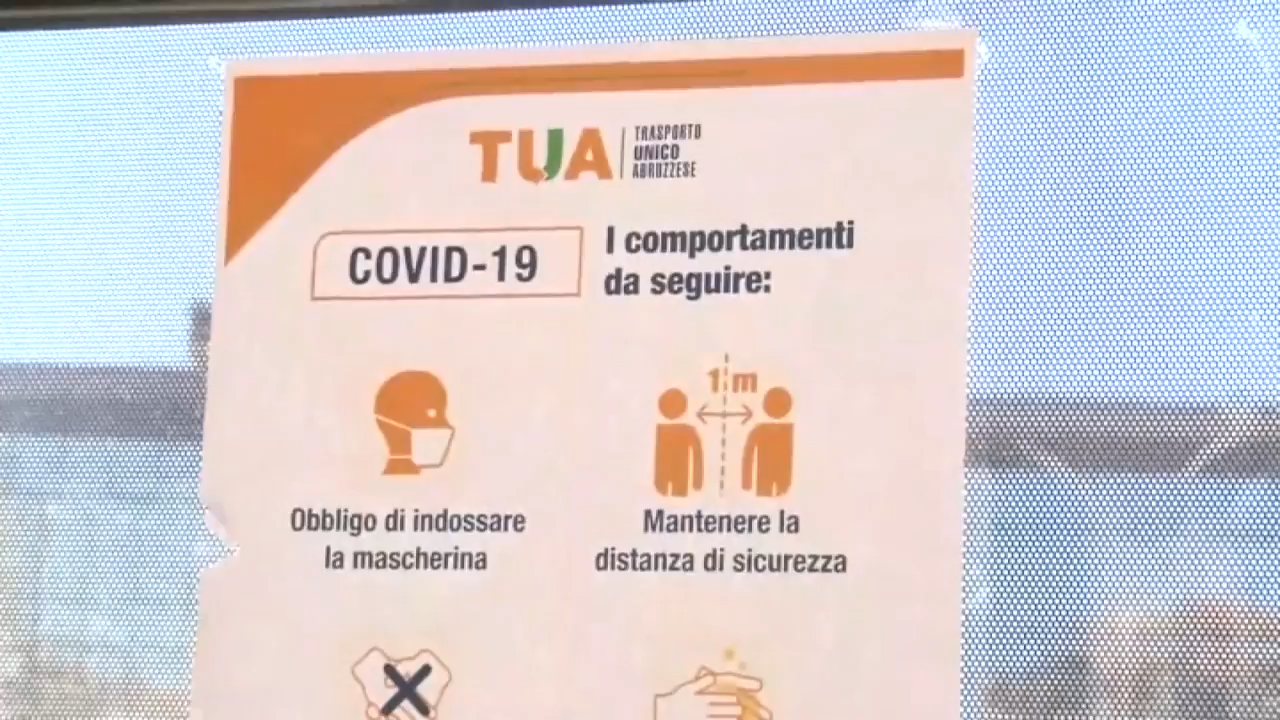 TUA
TRASPORTO
UNICO
ABRUZZESE
COVID-19
I comportamenti
da seguire:
1 m
Obbligo di indossare
la mascherina
Mantenere la
distanza di sicurezza